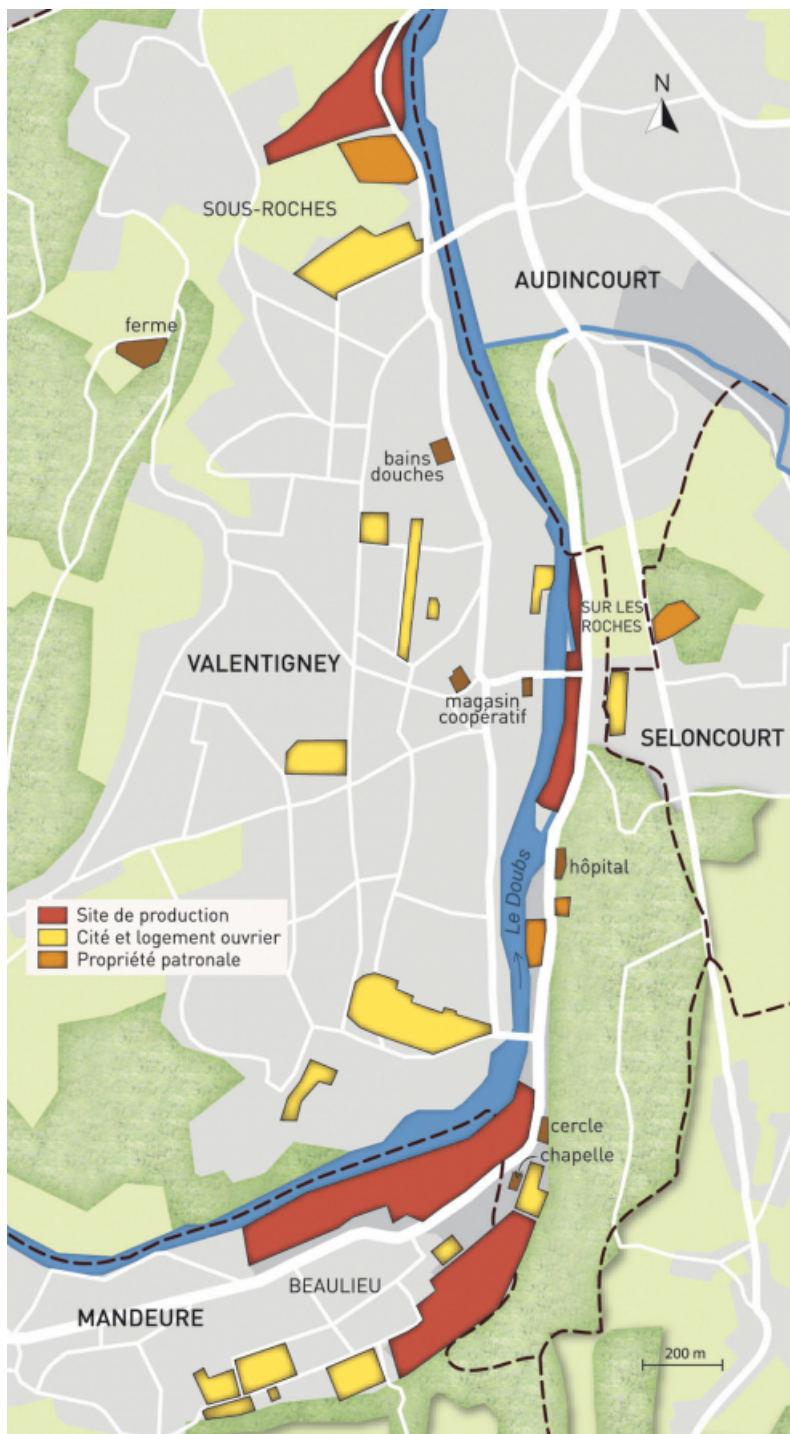 N
SOUS-ROCHES
AUDINCOURT
ferme
bains
douches
SUR LES
ROCHES
VALENTIGNEY
magasin
coopératif
SELONCOURT
hôpital
Le Doubs
Site de production
Cité et logement ouvrier
Propriété patronale
cercle
chapelle
BEAULIEU
MANDEURE
200 m